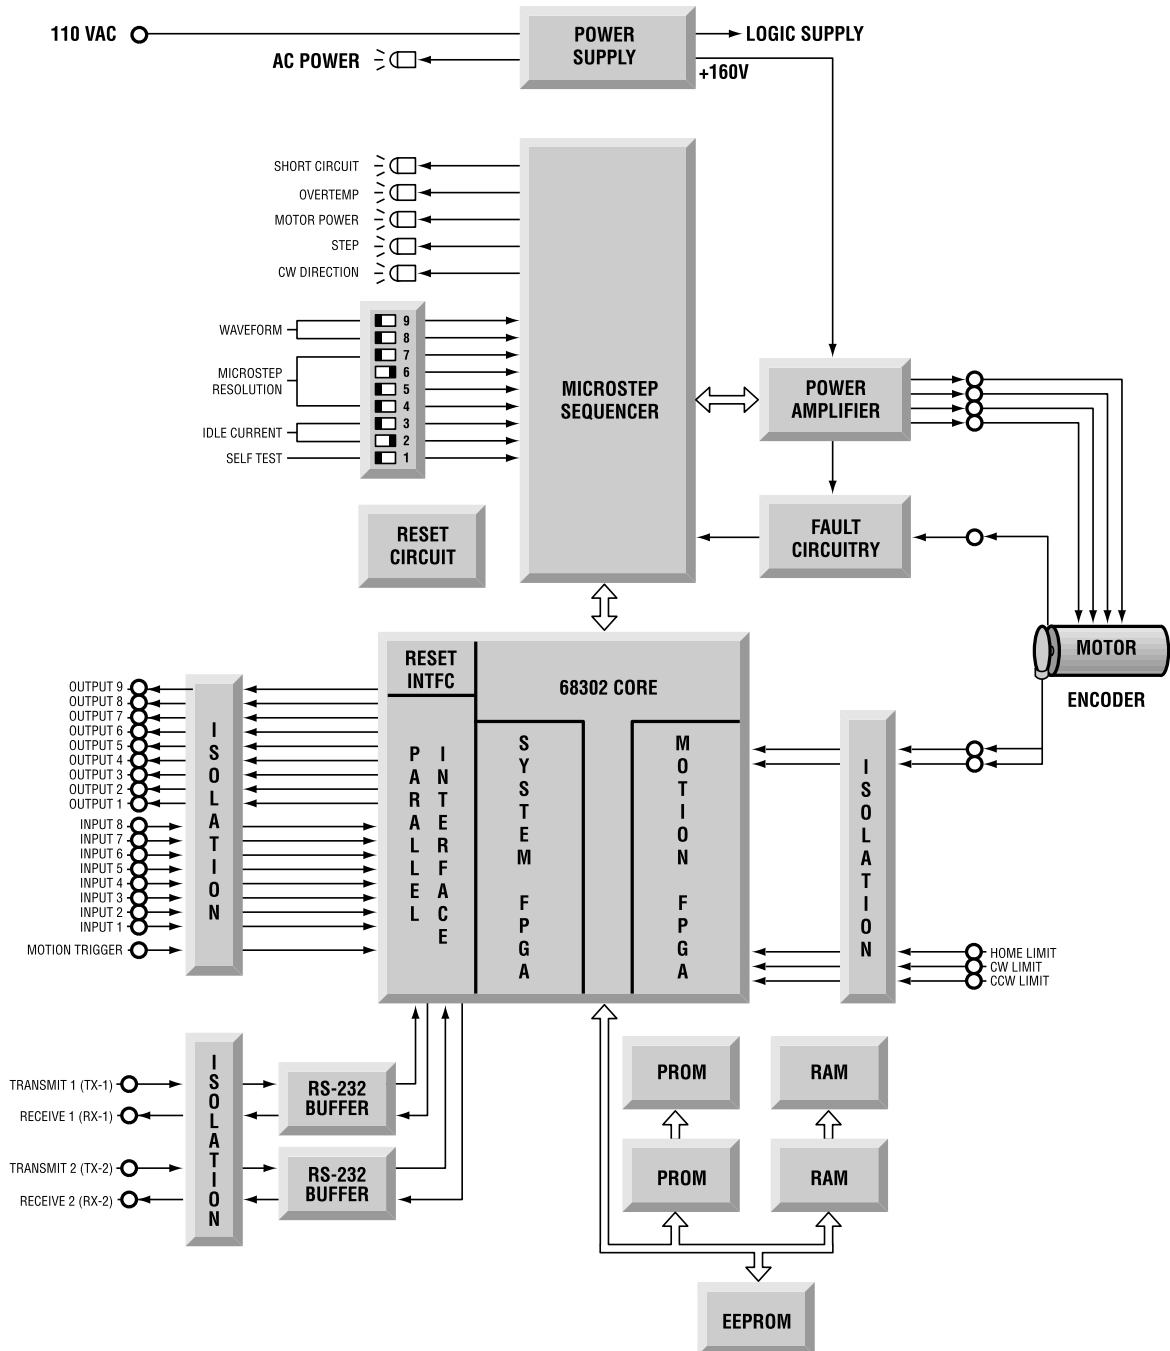 110 VAC
POWER
SUPPLY
LOGIC SUPPLY
AC POWER
+160V
SHORT CIRCUIT
OVERTEMP
MOTOR POWER
STEP
CW DIRECTION
WAVEFORM
MICROSTEP
RESOLUTION
IDLE CURRENT
SELF TEST
9
8
7
6
5
4
3
2
1
MICROSTEP
SEQUENCER
POWER
AMPLIFIER
RESET
CIRCUIT
FAULT
CIRCUITRY
MOTOR
ENCODER
RESET
INTFC
68302 CORE
PARALLEL
INTERFACE
SYSTEM FPGA
MOTION FPGA
OUTPUT 9
OUTPUT 8
OUTPUT 7
OUTPUT 6
OUTPUT 5
OUTPUT 4
OUTPUT 3
OUTPUT 2
OUTPUT 1
INPUT 8
INPUT 7
INPUT 6
INPUT 5
INPUT 4
INPUT 3
INPUT 2
INPUT 1
MOTION TRIGGER
ISOLATION
ISOLATION
HOME LIMIT
CW LIMIT
CCW LIMIT
TRANSMIT 1 (TX-1)
RECEIVE 1 (RX-1)
TRANSMIT 2 (TX-2)
RECEIVE 2 (RX-2)
ISOLATION
RS-232
BUFFER
RS-232
BUFFER
PROM
RAM
PROM
RAM
EEPROM